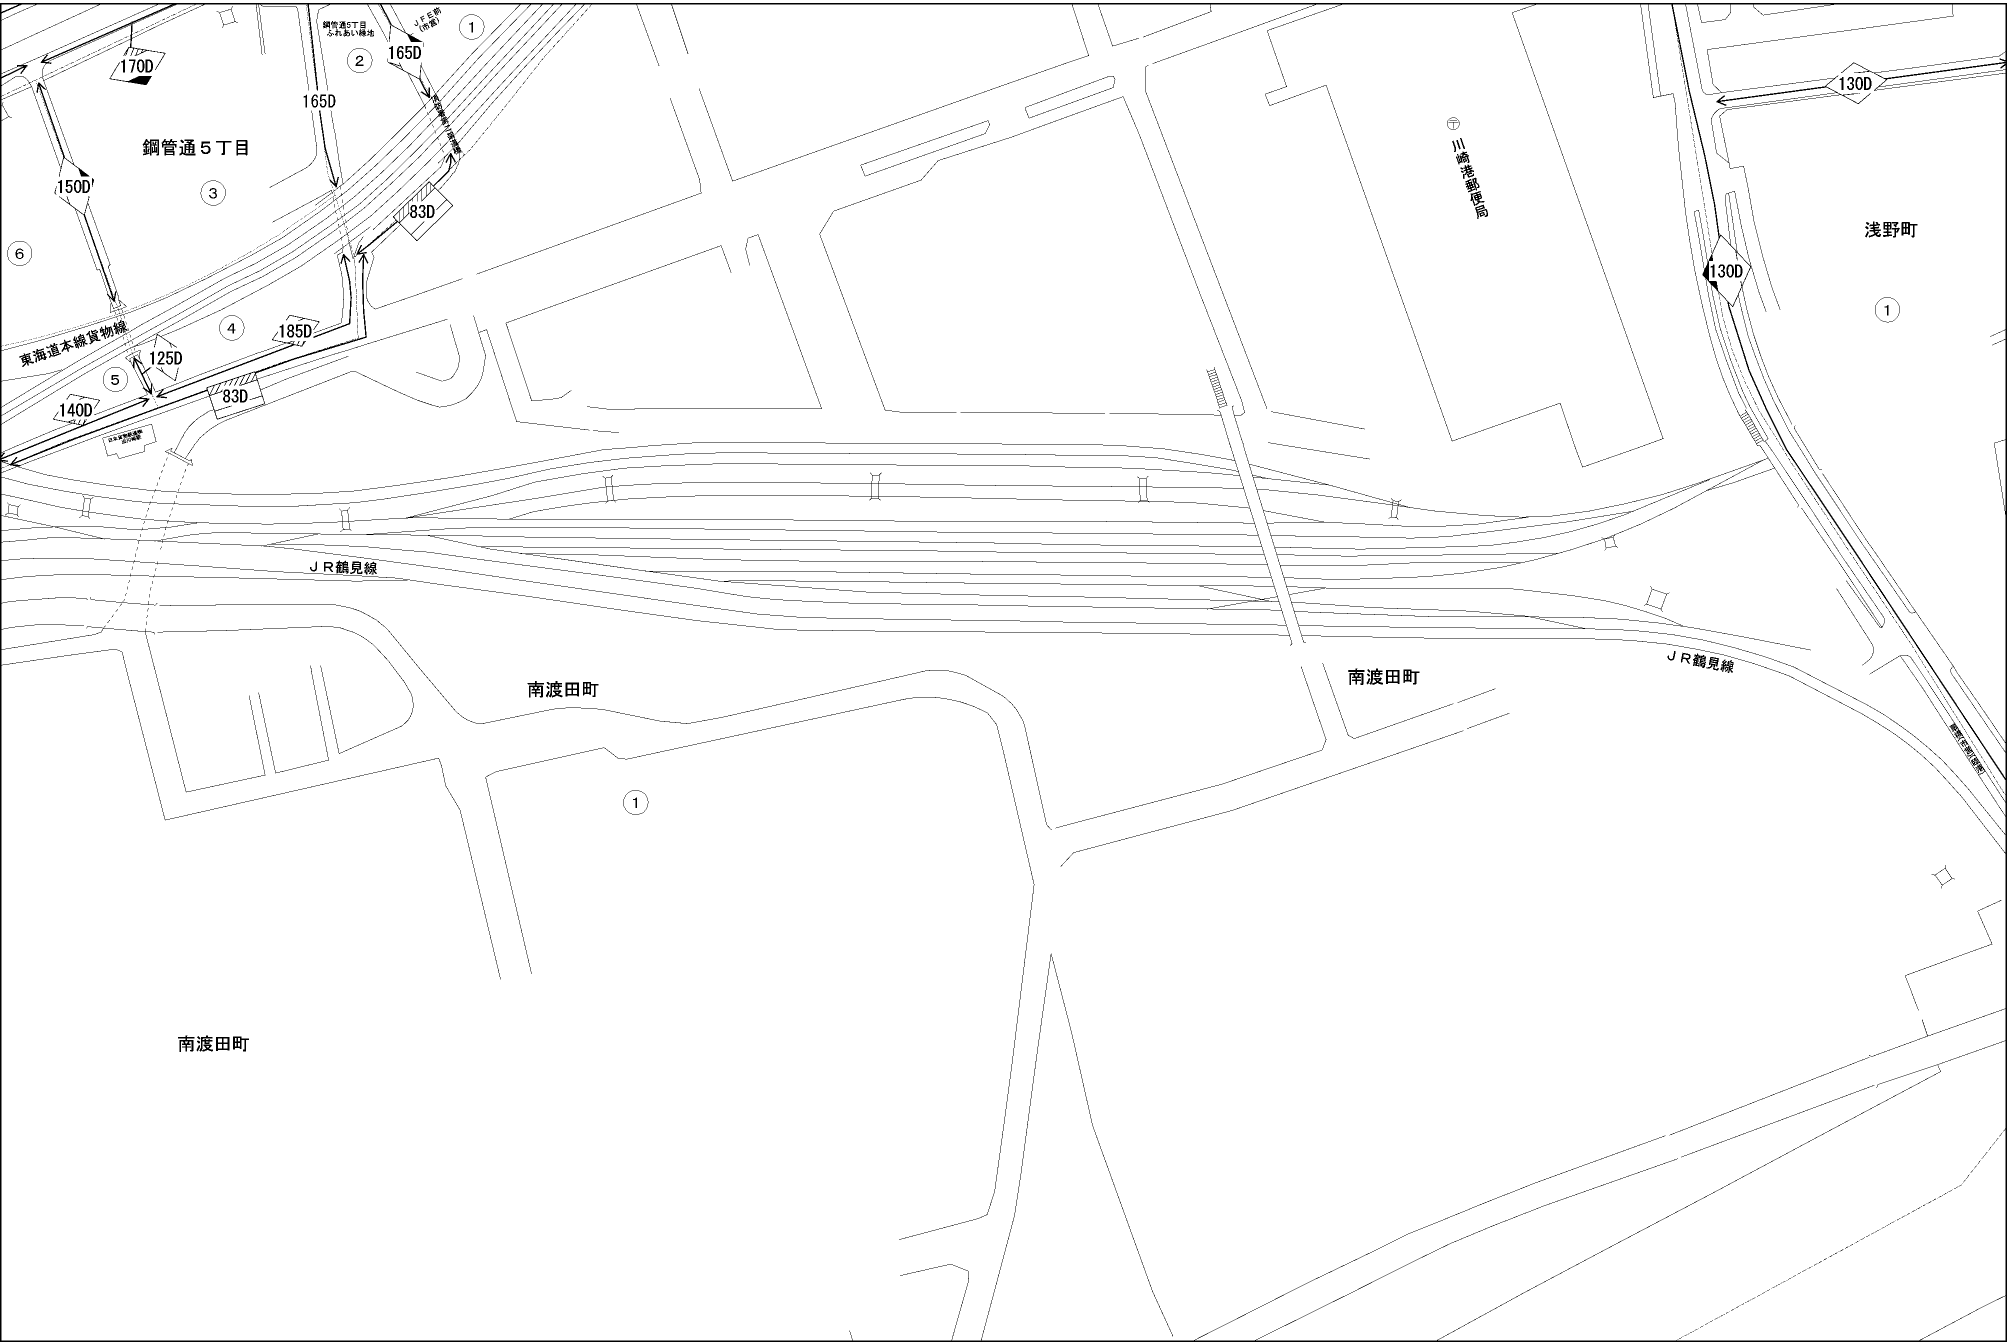 鋼管通5丁目
ふれあい緑地
JFE前
(市営)
①
②
170D
165D
165D
130D
鋼管通5丁目
③
150D
83D
川崎港郵便局
浅野町
⑥
130D
①
東海道本線貨物線
④
185D
125D
⑤
140D
83D
JR鶴見線
南渡田町
南渡田町
JR鶴見線
①
南渡田町